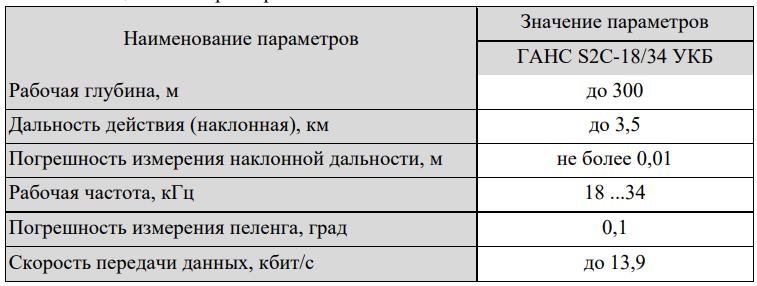 Наименование параметров
Значение параметров
ГАНС S2C-18/34 УКБ
Рабочая глубина, м
до 300
Дальность действия (наклонная), км
до 3,5
Погрешность измерения наклонной дальности, м
не более 0,01
Рабочая частота, кГц
18 ...34
Погрешность измерения пеленга, град
0,1
Скорость передачи данных, кбит/с
до 13,9